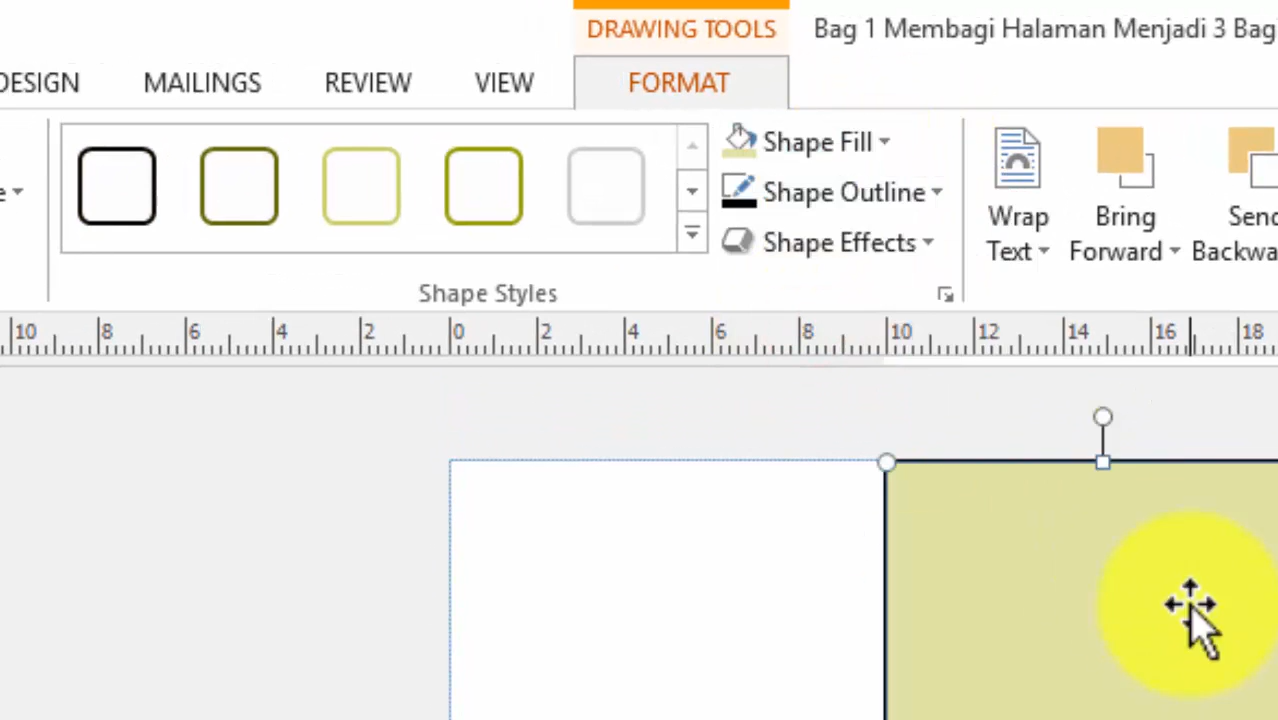 DRAWING TOOLS Bag 1 Membagi Halaman Menjadi 3 Bag
DESIGN MAILINGS REVIEW VIEW FORMAT
Shape Fill
Shape Outline
Shape Effects
Wrap Text
Bring Forward
Send
Backwa
Shape Styles
10 8 6 4 2 0 2 4 6 8 10 12 14 16 18